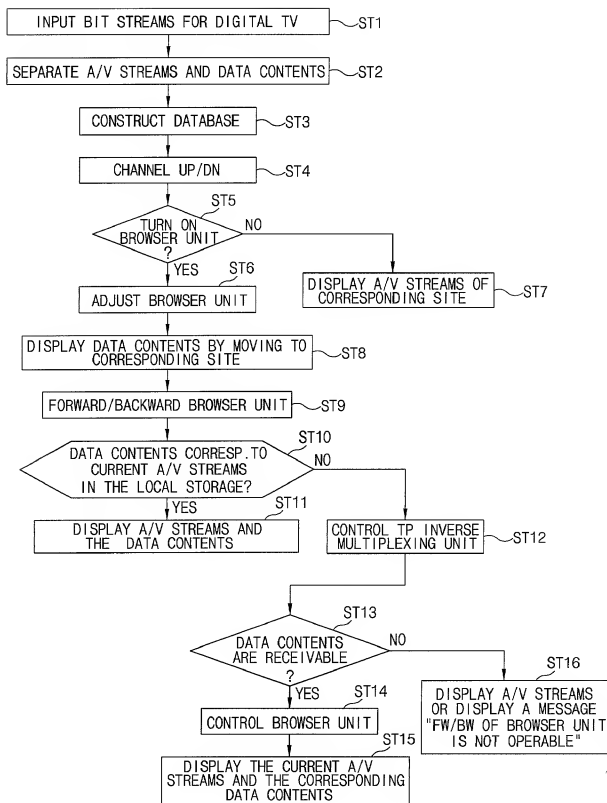 INPUT BIT STREAMS FOR DIGITAL TV
ST1
SEPARATE A/V STREAMS AND DATA CONTENTS
ST2
CONSTRUCT DATABASE
ST3
CHANNEL UP/DN
ST4
ST5
TURN ON
BROWSER UNIT
?
NO
YES
ST6
ADJUST BROWSER UNIT
DISPLAY A/V STREAMS OF
CORRESPONDING SITE
ST7
DISPLAY DATA CONTENTS BY MOVING TO
CORRESPONDING SITE
ST8
FORWARD/BACKWARD BROWSER UNIT
ST9
ST10
DATA CONTENTS CORRESP.TO
CURRENT A/V STREAMS
IN THE LOCAL STORAGE?
NO
YES
ST11
DISPLAY A/V STREAMS AND
THE DATA CONTENTS
CONTROL TP INVERSE
MULTIPLEXING UNIT
ST12
ST13
DATA CONTENTS
ARE RECEIVABLE
?
NO
YES
ST14
CONTROL BROWSER UNIT
ST16
DISPLAY A/V STREAMS
OR DISPLAY A MESSAGE
"FW/BW OF BROWSER UNIT
IS NOT OPERABLE"
ST15
DISPLAY THE CURRENT A/V
STREAMS AND THE CORRESPONDING
DATA CONTENTS